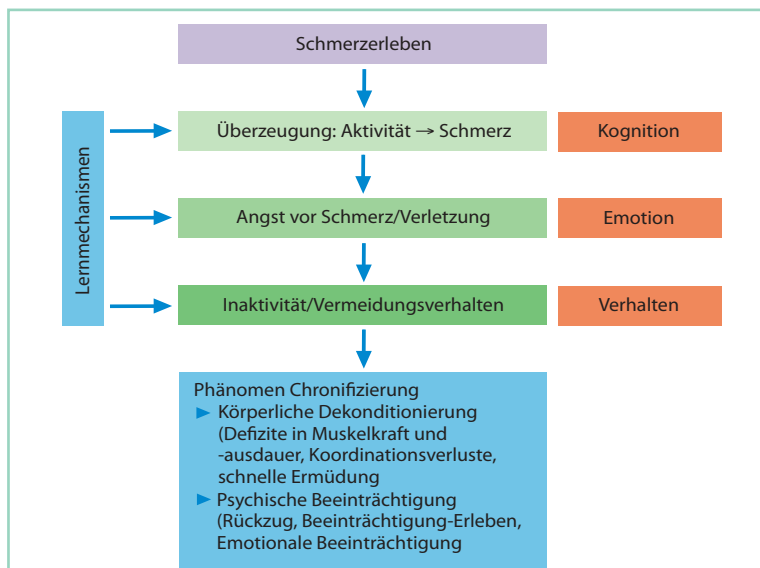 Schmerzerleben
Lernmechanismen
Überzeugung: Aktivität → Schmerz
Kognition
Angst vor Schmerz/Verletzung
Emotion
Inaktivität/Vermeidungsverhalten
Verhalten
Phänomen Chronifizierung
► Körperliche Dekonditionierung
(Defizite in Muskelkraft und
-ausdauer, Koordinationsverluste,
schnelle Ermüdung
► Psychische Beeinträchtigung
(Rückzug, Beeinträchtigung-Erleben,
Emotionale Beeinträchtigung